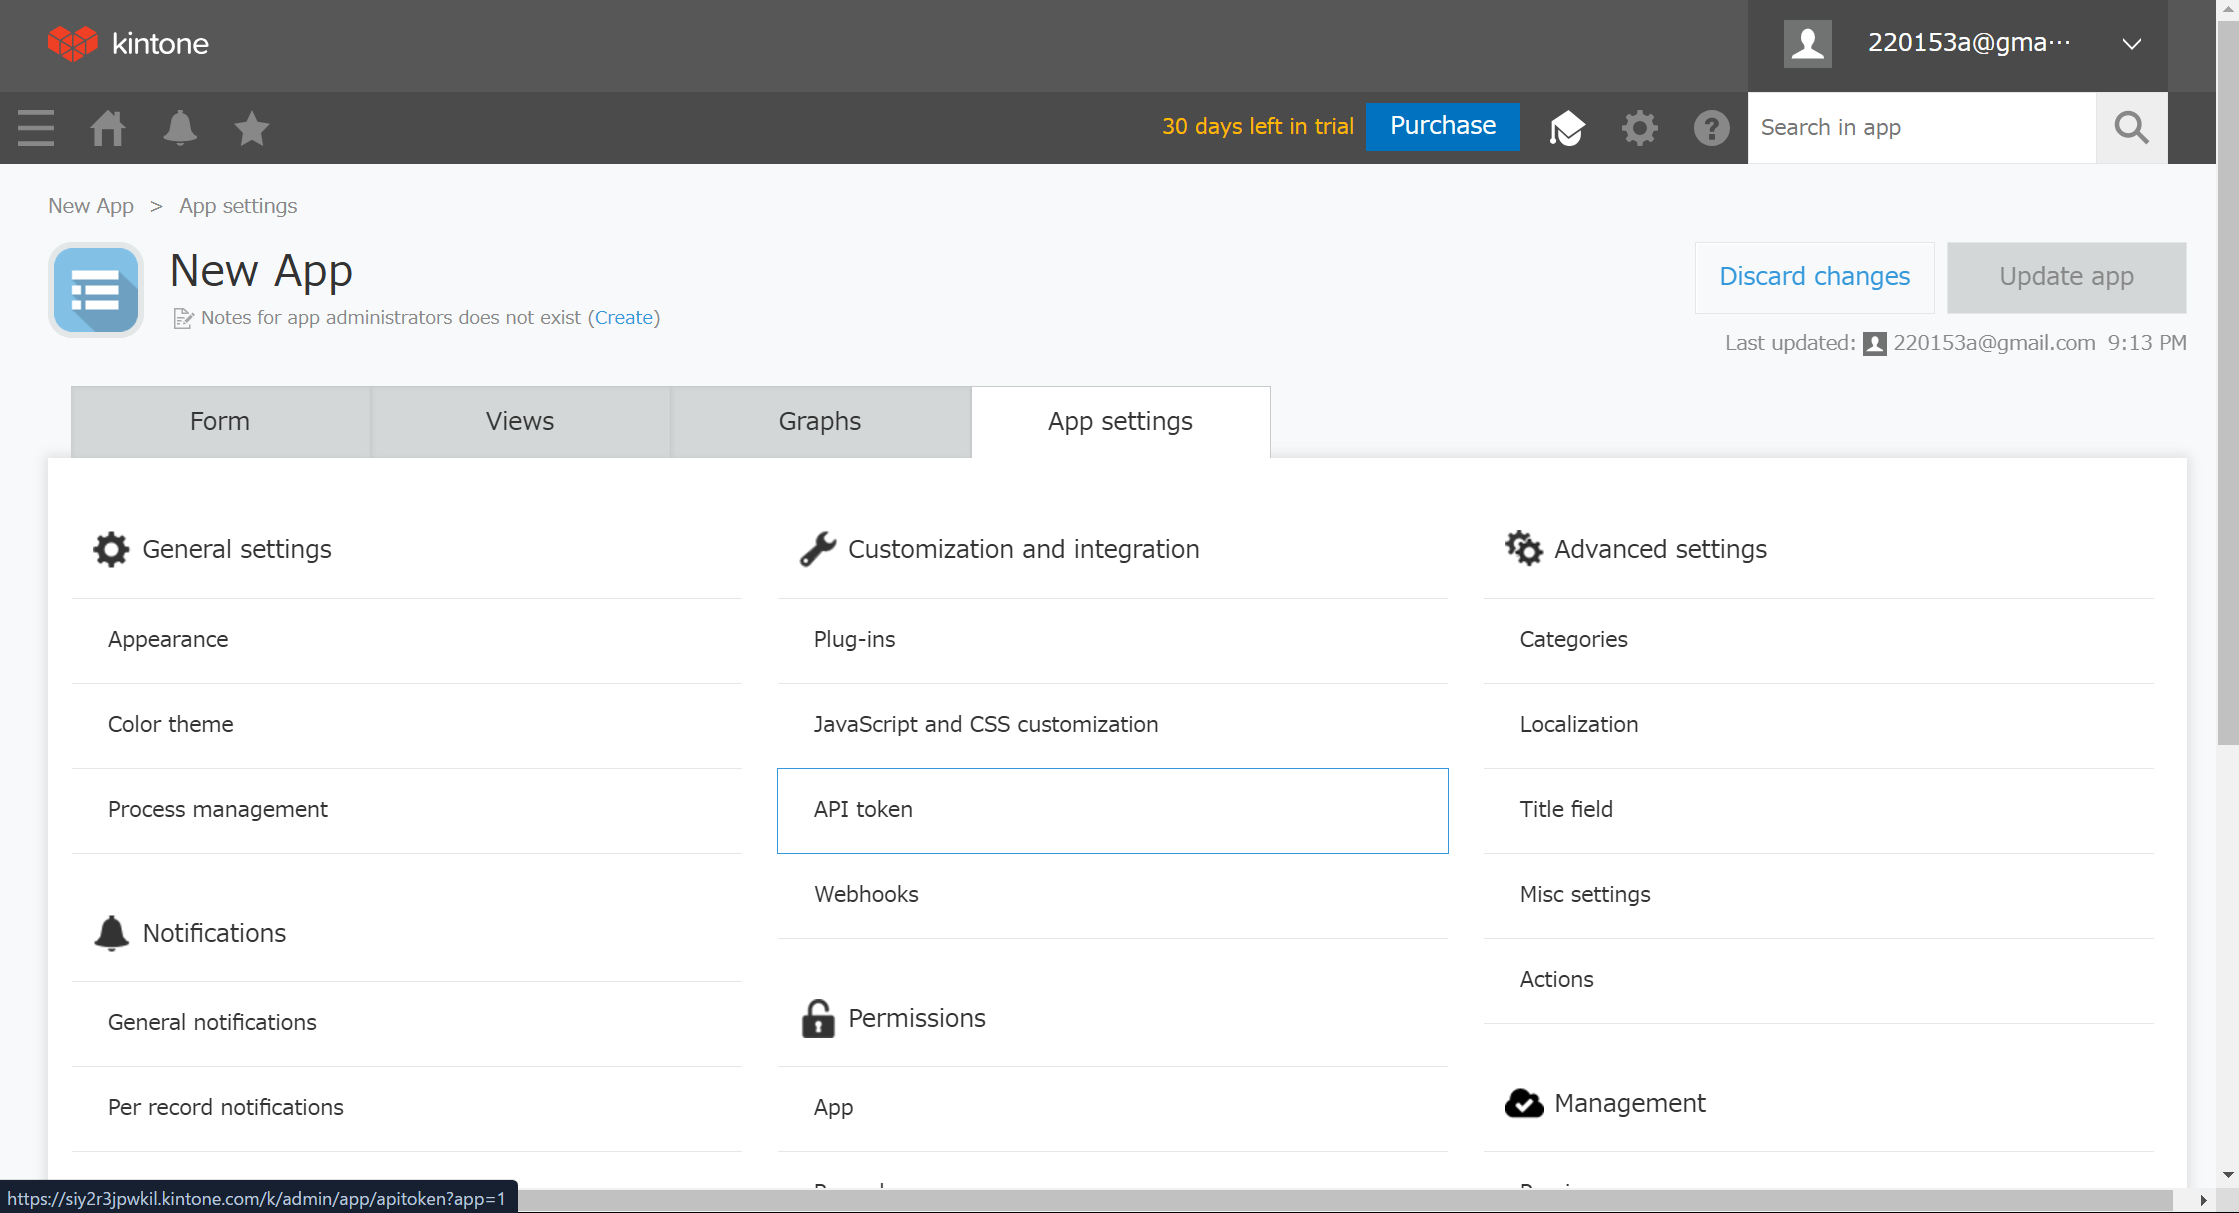 kintone
220153a@gma…
30 days left in trial
Purchase
Search in app
New App > App settings
New App
Notes for app administrators does not exist (Create)
Discard changes
Update app
Last updated: 220153a@gmail.com 9:13 PM
Form
Views
Graphs
App settings
General settings
Appearance
Color theme
Process management
Notifications
General notifications
Per record notifications
Customization and integration
Plug-ins
JavaScript and CSS customization
API token
Webhooks
Permissions
App
Advanced settings
Categories
Localization
Title field
Misc settings
Actions
Management
https://siy2r3jpwkil.kintone.com/k/admin/app/apitoken?app=1